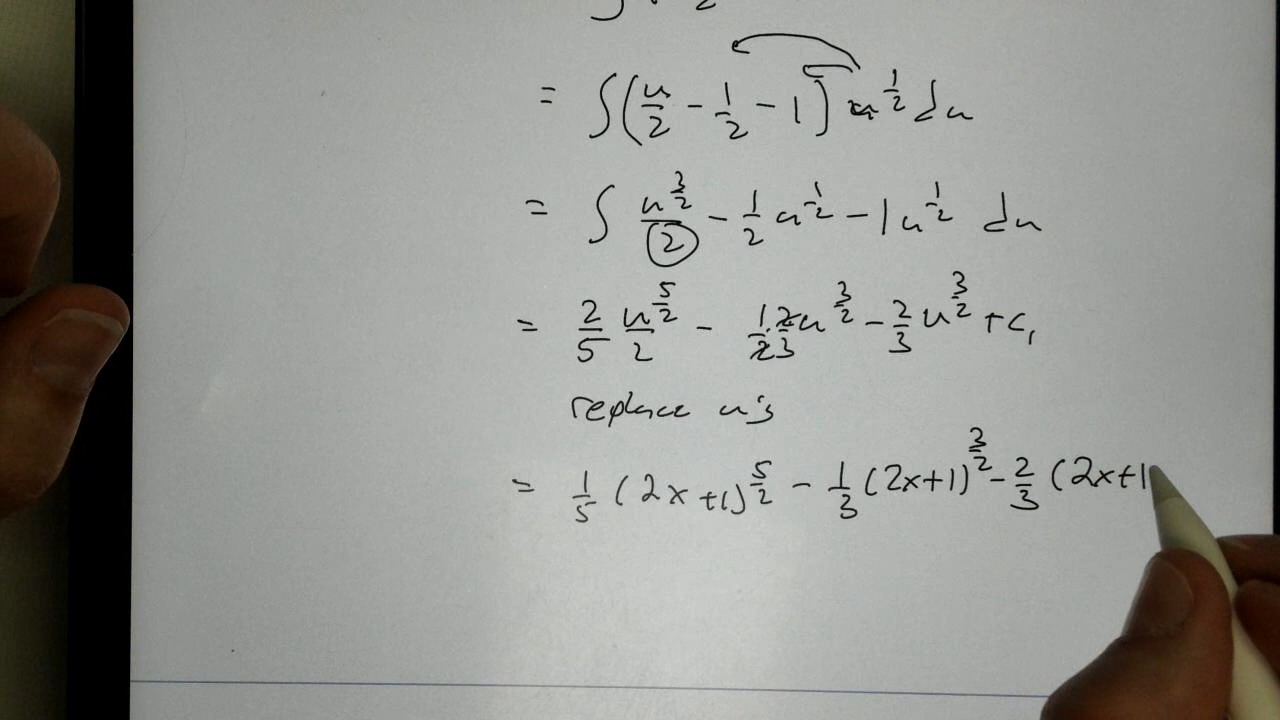 = ∫(u/2 - 1/2 - 1) u^(1/2) du
= ∫ u^(3/2)/2 - 1/2 u^(1/2) - 1u^(1/2) du
= 2/5 u^(5/2)/2 - 1/2 · 2/3 u^(3/2) - 2/3 u^(3/2) + c₁
replace u's
= 1/5 (2x+1)^(5/2) - 1/3 (2x+1)^(3/2) - 2/3 (2x+1